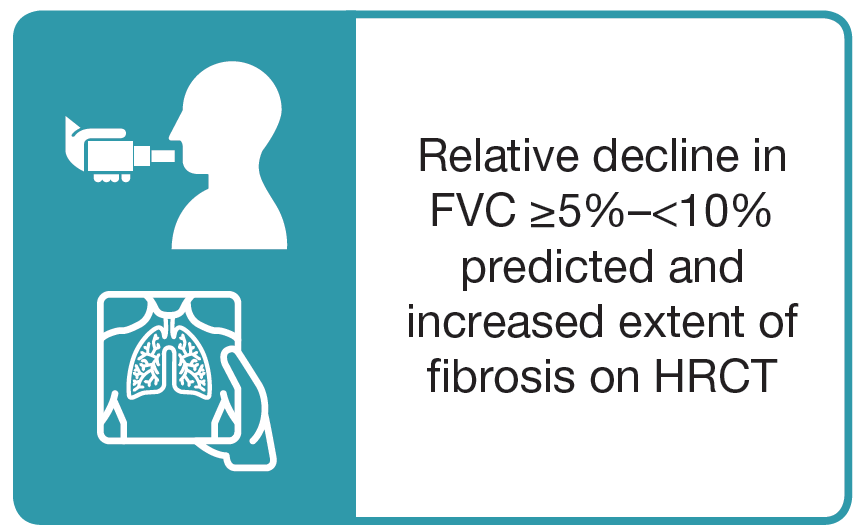 Relative decline in
FVC ≥5%–<10%
predicted and
increased extent of
fibrosis on HRCT